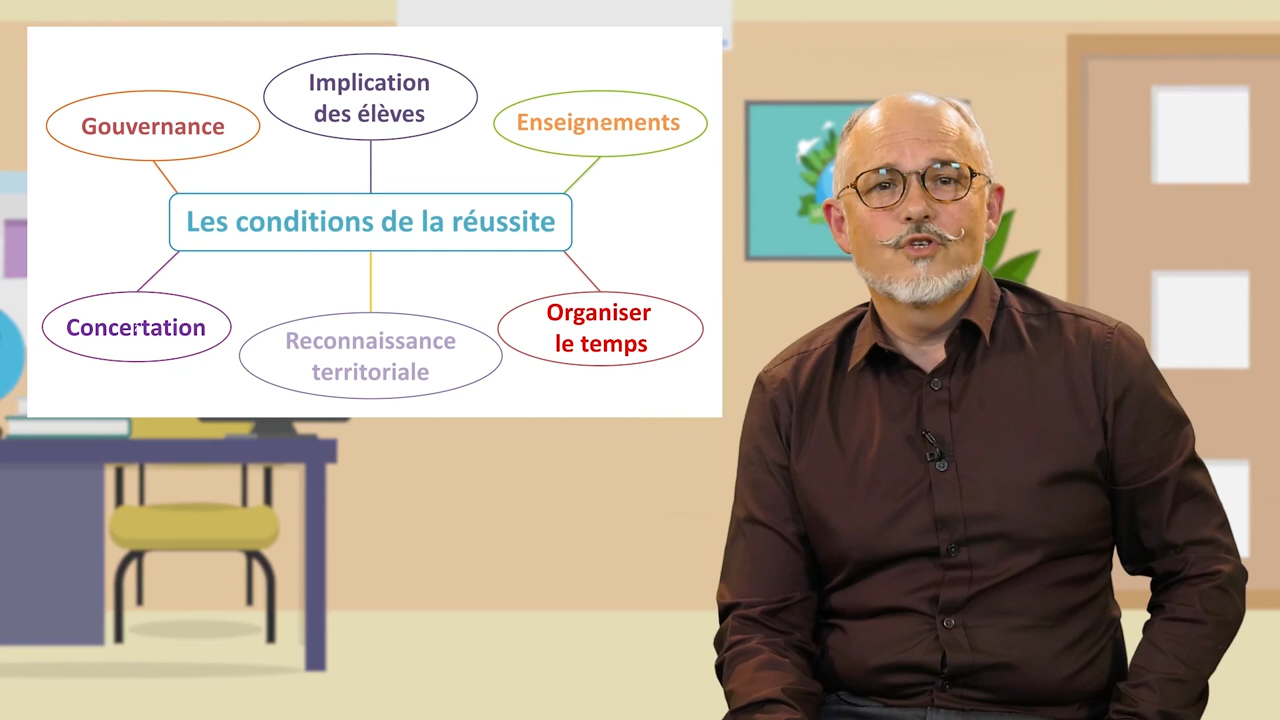 Implication
des élèves
Gouvernance
Enseignements
Les conditions de la réussite
Concertation
Reconnaissance
territoriale
Organiser
le temps